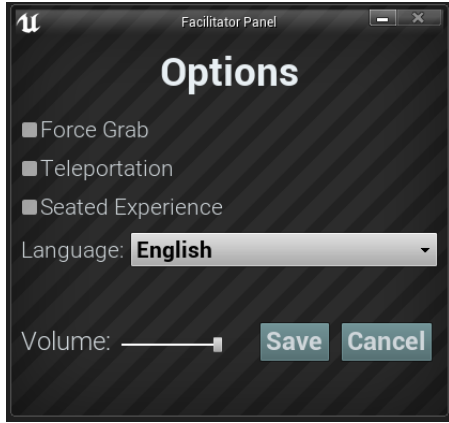 Facilitator Panel
Options
Force Grab
Teleportation
Seated Experience
Language: English
Volume: Save Cancel